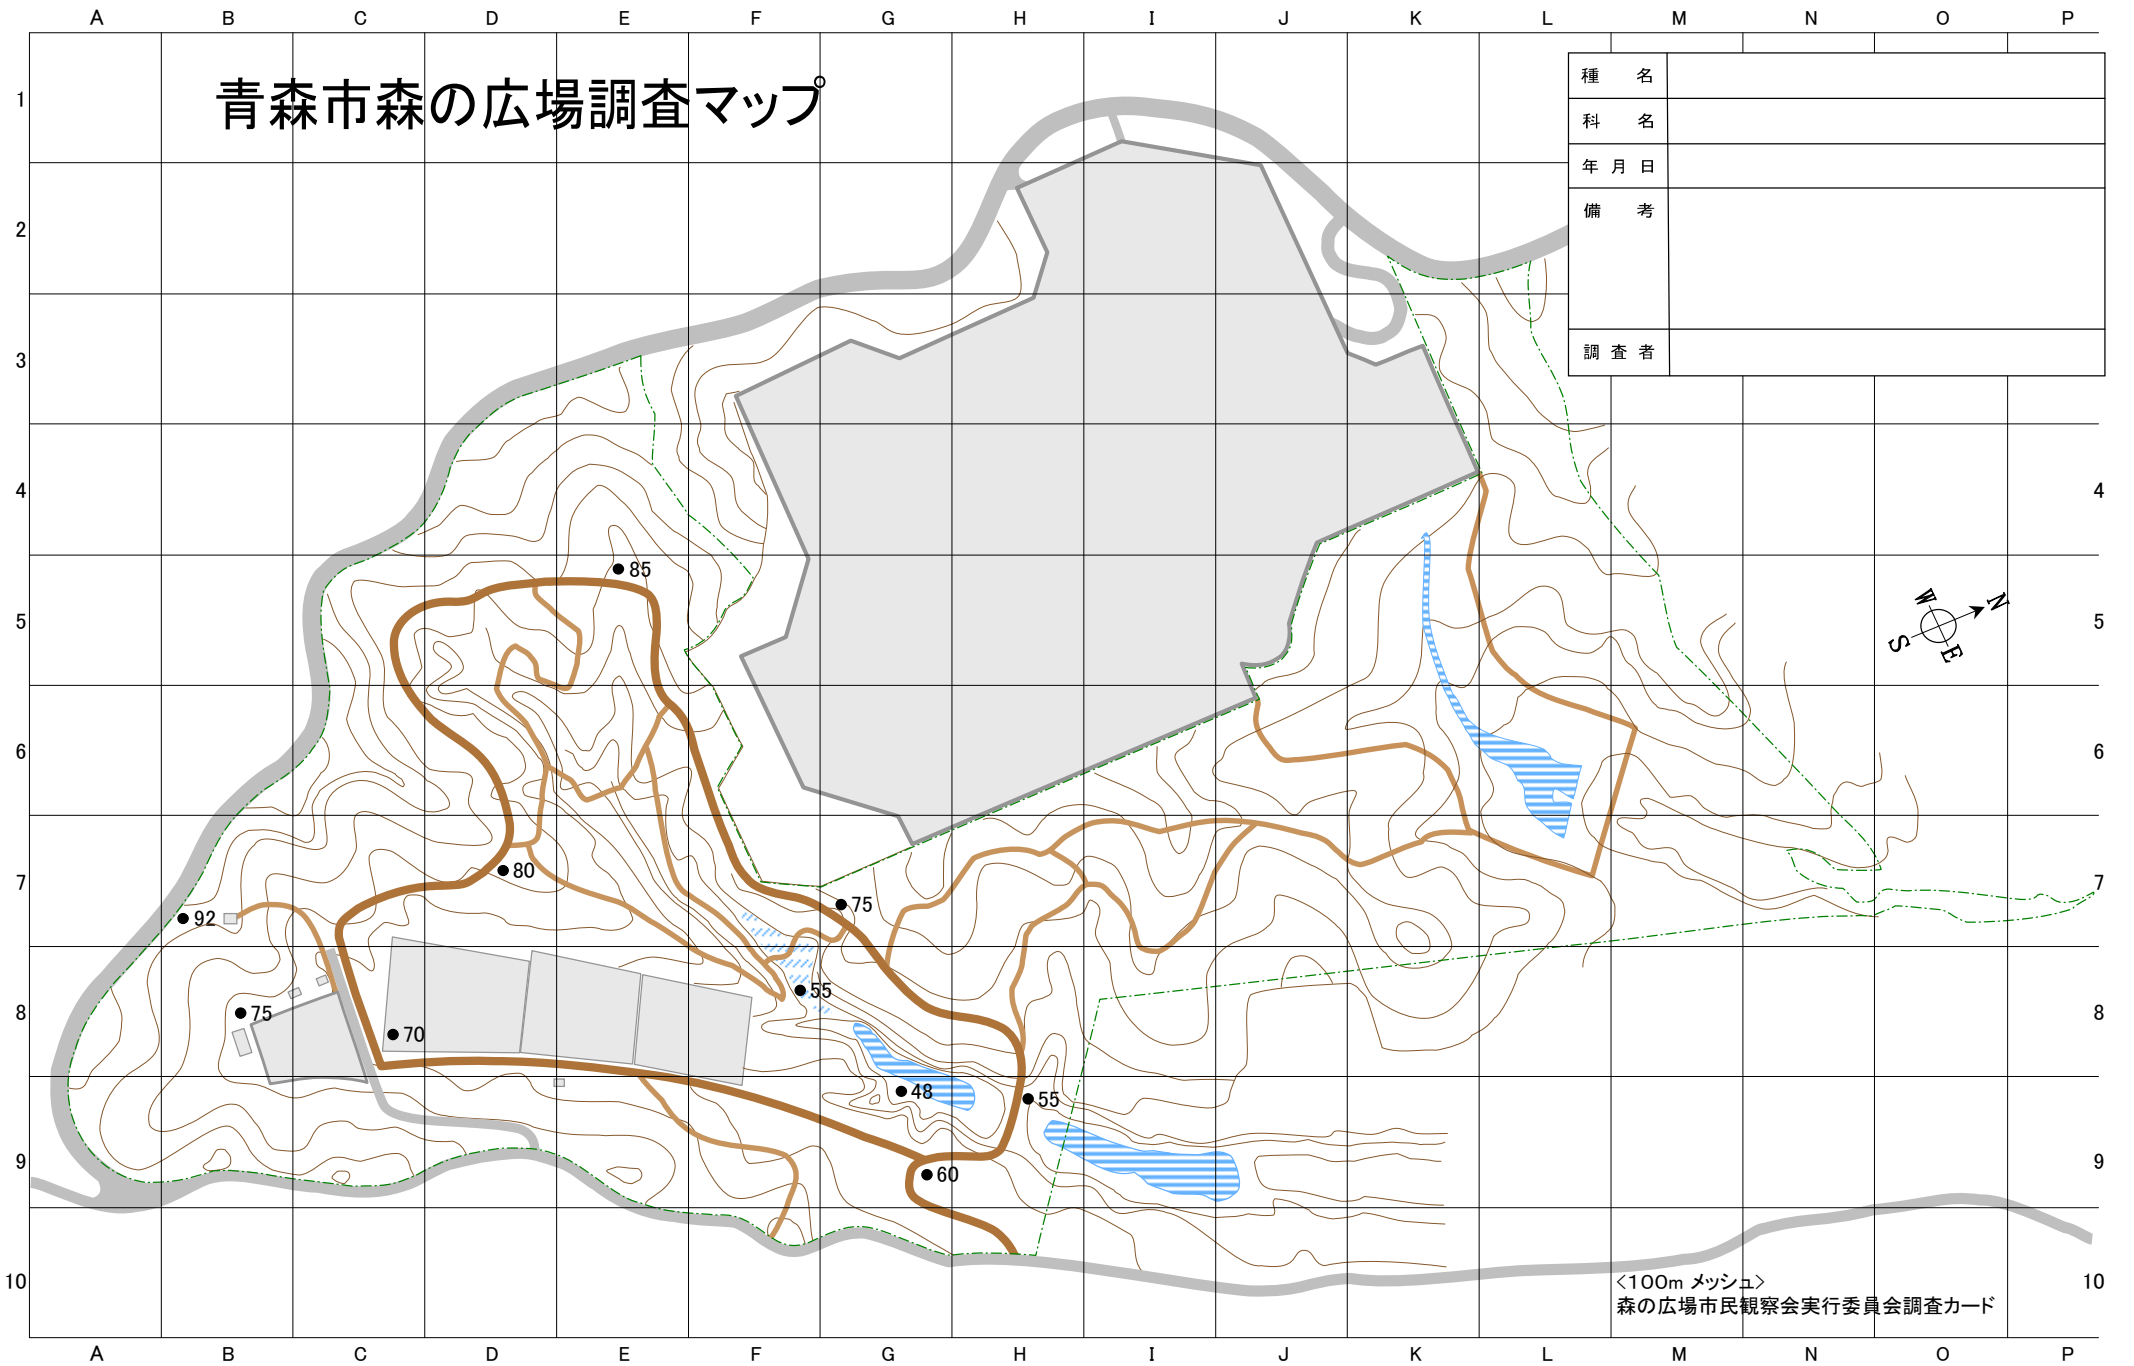 A B C D E F G H I J K L M N O P
青森市森の広場調査マップ
種 名
科 名
年 月 日
備 考
調 査 者
1
2
3
4 4
85
5 5
W N
S E
6 6
7 7
80
75
92
8 8
55
75
70
48
55
9 9
60
10 10
<100m メッシュ>
森の広場市民観察会実行委員会調査カード
A B C D E F G H I J K L M N O P